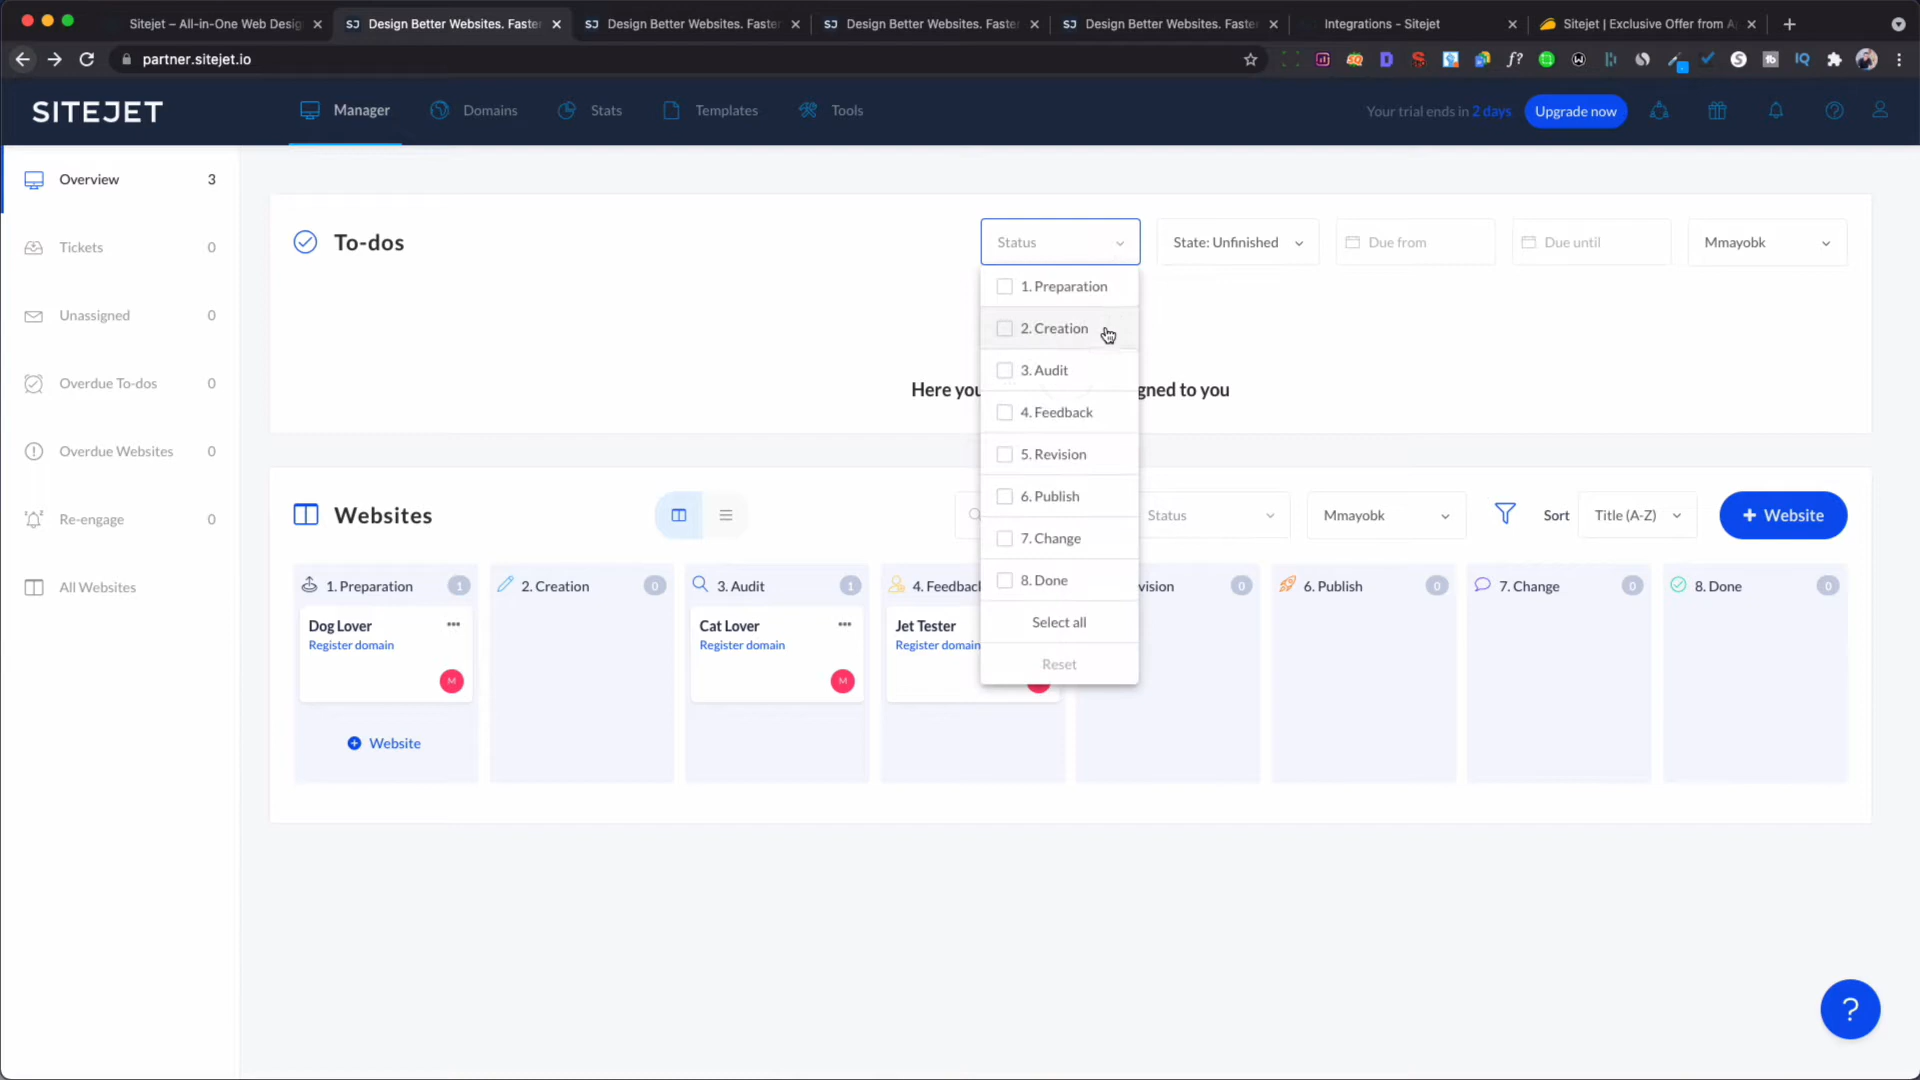 Sitejet – All-in-One Web Desig
Design Better Websites. Faste
Design Better Websites. Faste
Design Better Websites. Faste
Design Better Websites. Faste
Integrations - Sitejet
Sitejet | Exclusive Offer from A
partner.sitejet.io
SITEJET
Manager
Domains
Stats
Templates
Tools
Your trial ends in 2 days
Upgrade now
Overview 3
Tickets 0
Unassigned 0
Overdue To-dos 0
Overdue Websites 0
Re-engage 0
All Websites
To-dos
Status
State: Unfinished
Due from
Due until
Mmayobk
1. Preparation
2. Creation
3. Audit
4. Feedback
5. Revision
6. Publish
7. Change
8. Done
Select all
Reset
Here you
gned to you
Websites
Status
Mmayobk
Sort
Title (A-Z)
+ Website
1. Preparation 1
2. Creation 0
3. Audit 1
4. Feedback
vision 0
6. Publish 0
7. Change 0
8. Done 0
Dog Lover
Register domain
M
Website
Cat Lover
Register domain
M
Jet Tester
Register domain
?